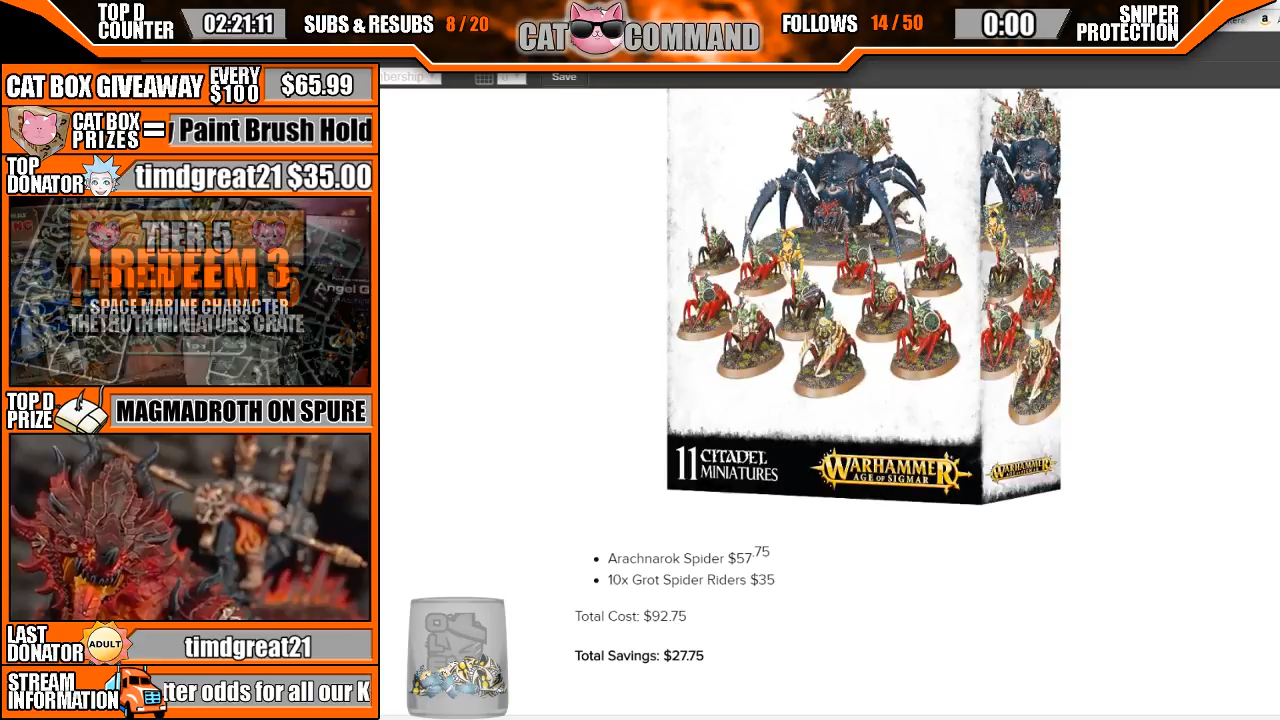 TOP D
COUNTER
02:21:11
SUBS & RESUBS 8 / 20
CAT COMMAND
FOLLOWS 14 / 50
0:00
SNIPER
PROTECTION
Save
CAT BOX GIVEAWAY EVERY $100 $65.99
CAT BOX
PRIZES = Paint Brush Hold
TOP
DONATOR timdgreat21 $35.00
TIER 5
!REDEEM 3
SPACE MARINE CHARACTER
THETRUTH MINIATURS CRATE
Angel G
TOP D
PRIZE MAGMADROTH ON SPURE
LAST
DONATOR ADULT timdgreat21
STREAM
INFORMATION tter odds for all our K
11 CITADEL
MINIATURES
WARHAMMER
AGE OF SIGMAR
WARHAMMER
Arachnarok Spider $57.75
10x Grot Spider Riders $35
Total Cost: $92.75
Total Savings: $27.75